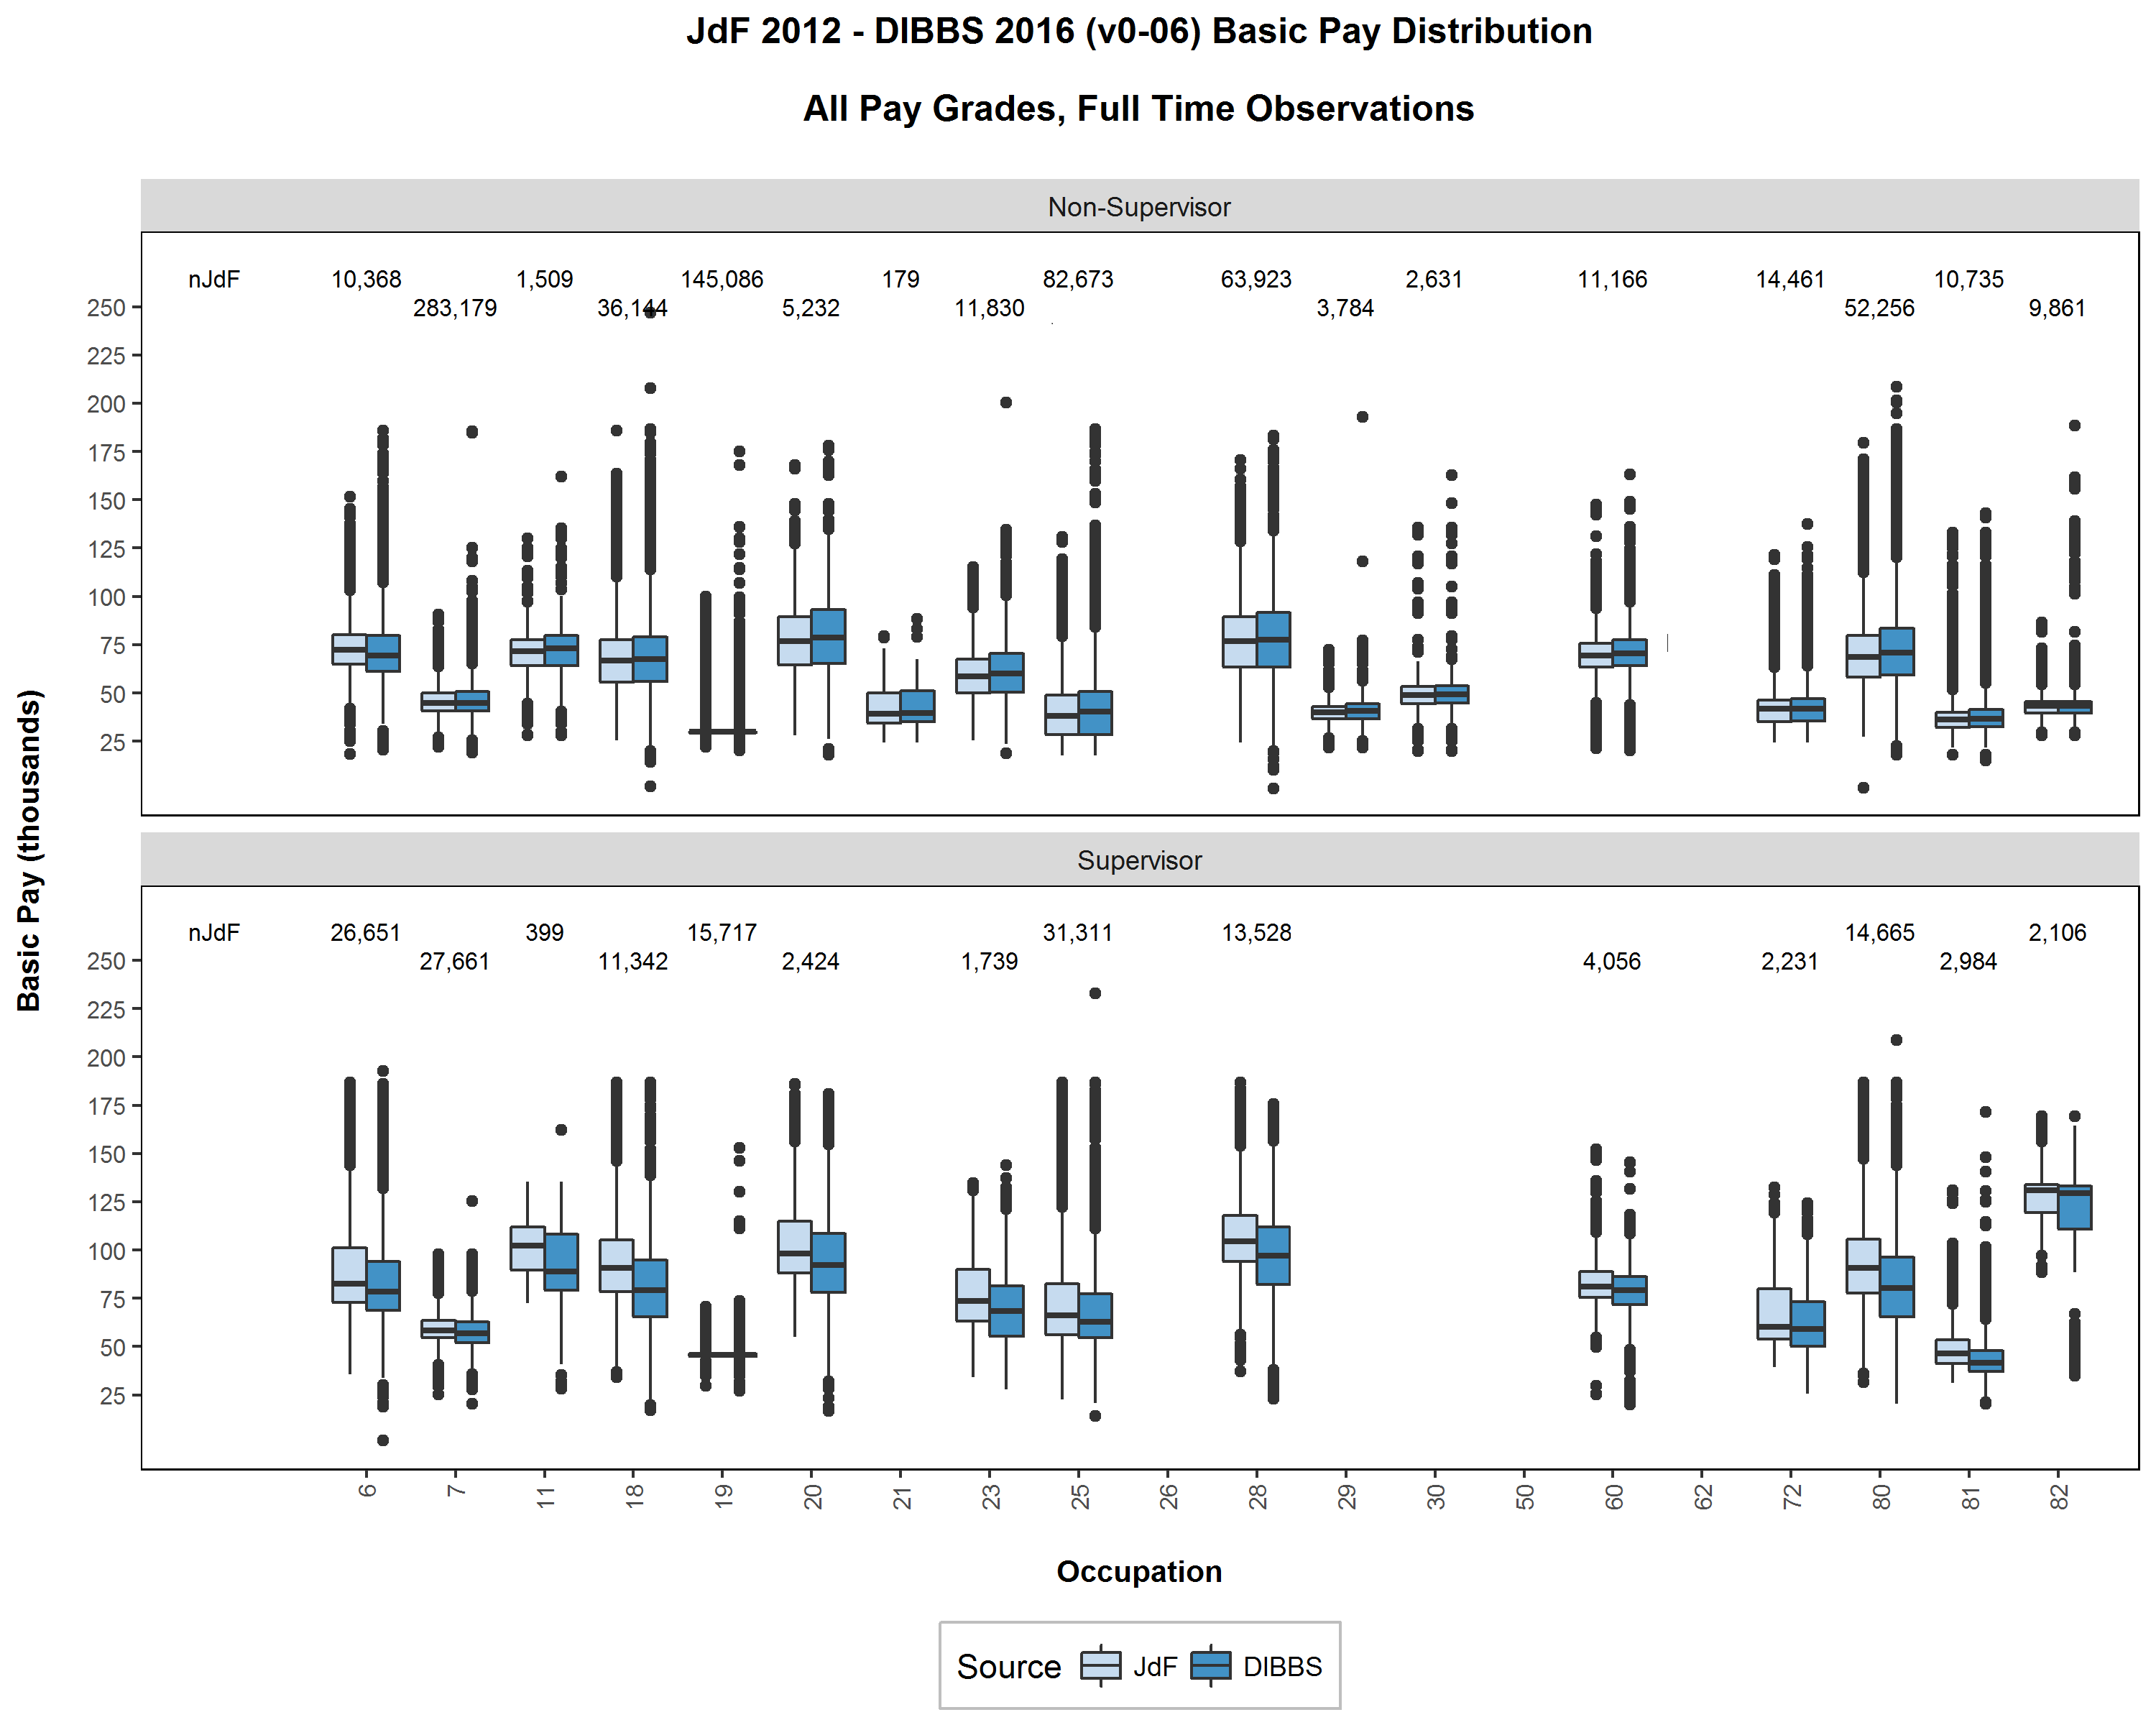 JdF 2012 - DIBBS 2016 (v0-06) Basic Pay Distribution
All Pay Grades, Full Time Observations
Non-Supervisor
nJdF 10,368 1,509 145,086 179 82,673 63,923 2,631 11,166 14,461 10,735
283,179 36,144 5,232 11,830 3,784 52,256 9,861
250
225
200
175
150
125
100
75
50
25
Basic Pay (thousands)
Supervisor
nJdF 26,651 399 15,717 31,311 13,528 14,665 2,106
27,661 11,342 2,424 1,739 4,056 2,231 2,984
250
225
200
175
150
125
100
75
50
25
6 7 11 18 19 20 21 23 25 26 28 29 30 50 60 62 72 80 81 82
Occupation
Source JdF DIBBS